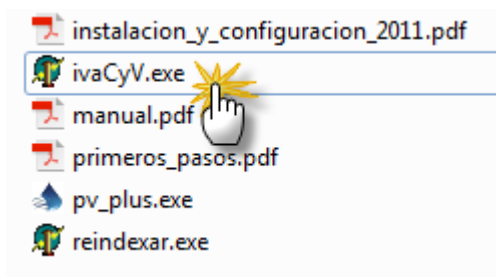 instalacion_y_configuracion_2011.pdf
ivaCyV.exe
manual.pdf
primeros_pasos.pdf
pv_plus.exe
reindexar.exe